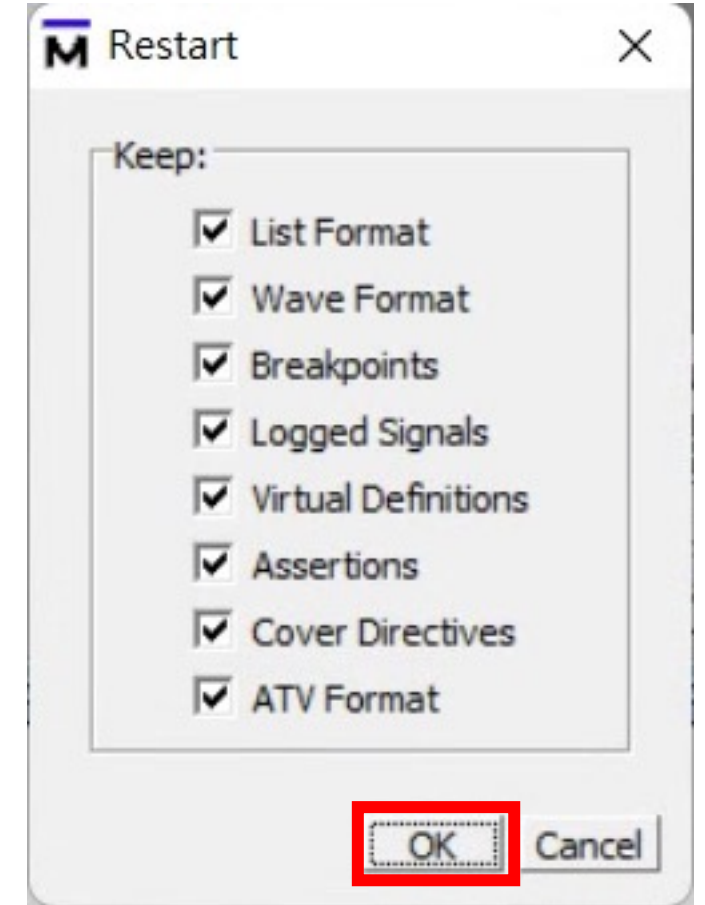 M Restart
Keep:
List Format
Wave Format
Breakpoints
Logged Signals
Virtual Definitions
Assertions
Cover Directives
ATV Format
OK Cancel